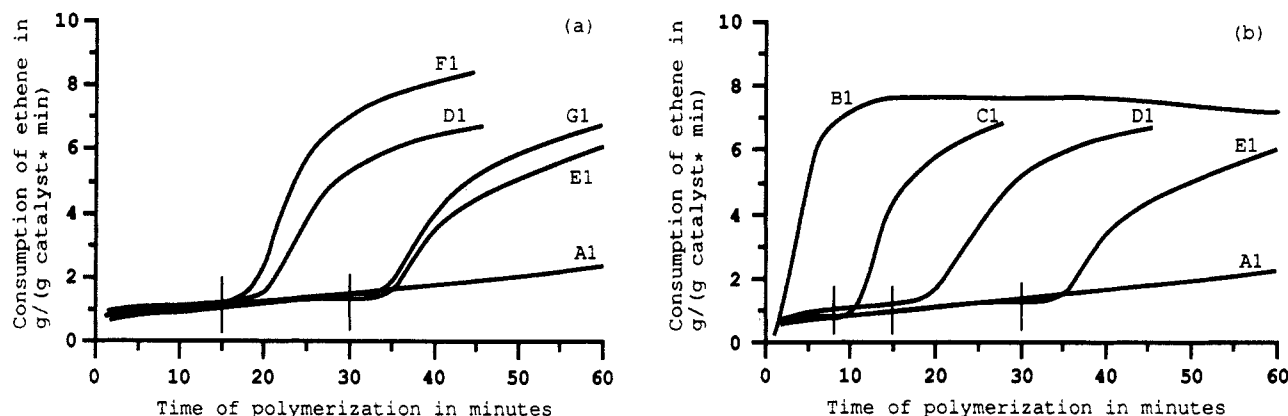 Consumption of ethene in
g/(g catalyst* min)
10
8
6
4
2
0
(a)
F1
D1
G1
E1
A1
0 10 20 30 40 50 60
Time of polymerization in minutes
Consumption of ethene in
g/(g catalyst* min)
10
8
6
4
2
0
(b)
B1
C1
D1
E1
A1
0 10 20 30 40 50 60
Time of polymerization in minutes